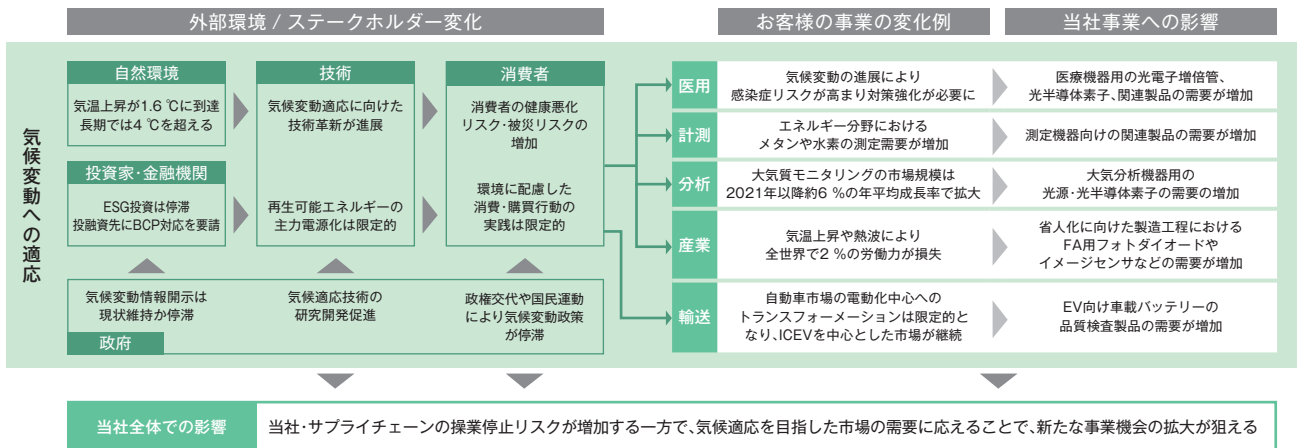 外部環境 / ステークホルダー変化
お客様の事業の変化例
当社事業への影響
気候変動への適応
自然環境
気温上昇が1.6 ℃に到達
長期では4 ℃を超える
投資家・金融機関
ESG投資は停滞
投融資先にBCP対応を要請
技術
気候変動適応に向けた
技術革新が進展
再生可能エネルギーの
主力電源化は限定的
消費者
消費者の健康悪化
リスク・被災リスクの
増加
環境に配慮した
消費・購買行動の
実践は限定的
気候変動情報開示は
現状維持か停滞
気候適応技術の
研究開発促進
政権交代や国民運動
により気候変動政策
が停滞
政府
医用
気候変動の進展により
感染症リスクが高まり対策強化が必要に
医療機器用の光電子増倍管、
光半導体素子、関連製品の需要が増加
計測
エネルギー分野における
メタンや水素の測定需要が増加
測定機器向けの関連製品の需要が増加
分析
大気質モニタリングの市場規模は
2021年以降約6 %の年平均成長率で拡大
大気分析機器用の
光源・光半導体素子の需要の増加
産業
気温上昇や熱波により
全世界で2 %の労働力が損失
省人化に向けた製造工程における
FA用フォトダイオードや
イメージセンサなどの需要が増加
輸送
自動車市場の電動化中心への
トランスフォーメーションは限定的と
なり、ICEVを中心とした市場が継続
EV向け車載バッテリーの
品質検査製品の需要が増加
当社全体での影響
当社・サプライチェーンの操業停止リスクが増加する一方で、気候適応を目指した市場の需要に応えることで、新たな事業機会の拡大が狙える